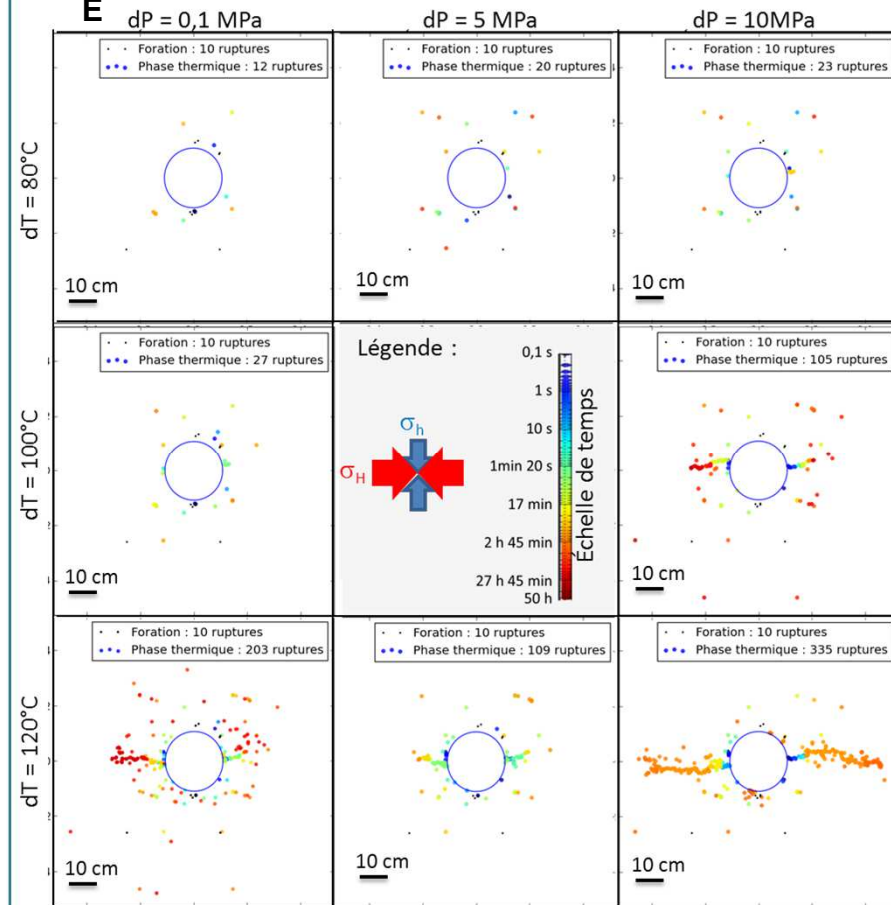 E
dP = 0,1 MPa
dP = 5 MPa
dP = 10MPa
dT = 80°C
Foration : 10 ruptures
Phase thermique : 12 ruptures
10 cm
Foration : 10 ruptures
Phase thermique : 20 ruptures
10 cm
Foration : 10 ruptures
Phase thermique : 23 ruptures
10 cm
dT = 100°C
Foration : 10 ruptures
Phase thermique : 27 ruptures
10 cm
Légende :
σh
σH
0,1 s
1 s
10 s
1min 20 s
17 min
2 h 45 min
27 h 45 min
50 h
Échelle de temps
Foration : 10 ruptures
Phase thermique : 105 ruptures
10 cm
dT = 120°C
Foration : 10 ruptures
Phase thermique : 203 ruptures
10 cm
Foration : 10 ruptures
Phase thermique : 109 ruptures
10 cm
Foration : 10 ruptures
Phase thermique : 335 ruptures
10 cm